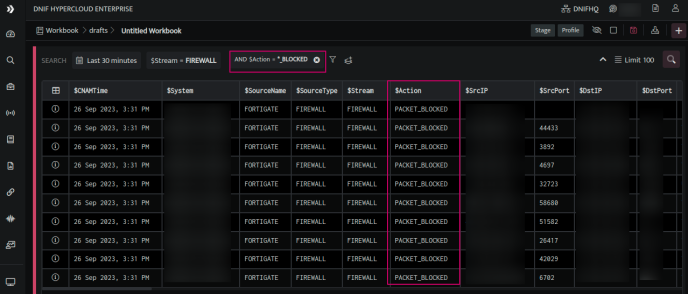 DNIF HYPERCLOUD ENTERPRISE DNIFHQ
Workbook > drafts > Untitled Workbook Stage Profile
SEARCH Last 30 minutes $Stream = FIREWALL AND $Action = *_BLOCKED Limit 100
$CNAMTime $System $SourceName $SourceType $Stream $Action $SrcIP $SrcPort $DstIP $DstPort
26 Sep 2023, 3:31 PM FORTIGATE FIREWALL FIREWALL PACKET_BLOCKED
26 Sep 2023, 3:31 PM FORTIGATE FIREWALL FIREWALL PACKET_BLOCKED 44433
26 Sep 2023, 3:31 PM FORTIGATE FIREWALL FIREWALL PACKET_BLOCKED 3892
26 Sep 2023, 3:31 PM FORTIGATE FIREWALL FIREWALL PACKET_BLOCKED 4697
26 Sep 2023, 3:31 PM FORTIGATE FIREWALL FIREWALL PACKET_BLOCKED 32723
26 Sep 2023, 3:31 PM FORTIGATE FIREWALL FIREWALL PACKET_BLOCKED 58680
26 Sep 2023, 3:31 PM FORTIGATE FIREWALL FIREWALL PACKET_BLOCKED 51582
26 Sep 2023, 3:31 PM FORTIGATE FIREWALL FIREWALL PACKET_BLOCKED 26417
26 Sep 2023, 3:31 PM FORTIGATE FIREWALL FIREWALL PACKET_BLOCKED 42029
26 Sep 2023, 3:31 PM FORTIGATE FIREWALL FIREWALL PACKET_BLOCKED 6702